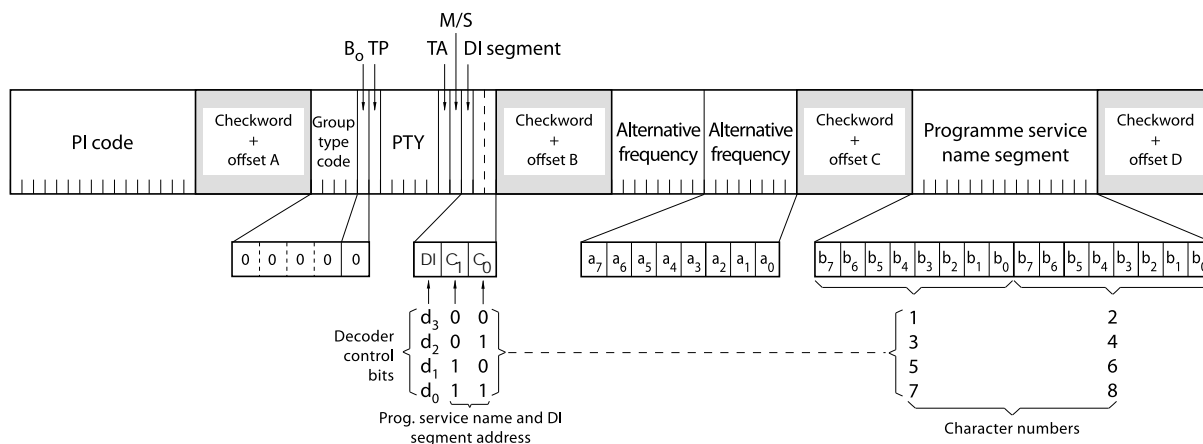 M/S
B₀ TP TA DI segment
PI code
Checkword + offset A
Group type code
PTY
Checkword + offset B
Alternative frequency
Alternative frequency
Checkword + offset C
Programme service name segment
Checkword + offset D
0 0 0 0 0
DI C₁ C₀
a₇ a₆ a₅ a₄ a₃ a₂ a₁ a₀
b₇ b₆ b₅ b₄ b₃ b₂ b₁ b₀ b₇ b₆ b₅ b₄ b₃ b₂ b₁ b₀
Decoder control bits
d₃ 0 0
d₂ 0 1
d₁ 1 0
d₀ 1 1
1 2
3 4
5 6
7 8
Prog. service name and DI
segment address
Character numbers